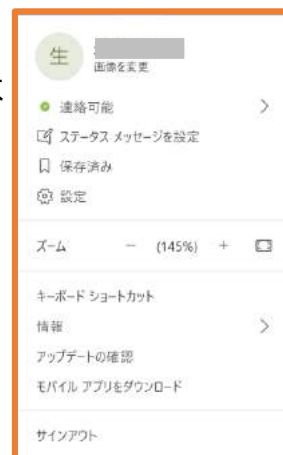 生
画像を変更
連絡可能
ステータス メッセージを設定
保存済み
設定
ズーム － (145%) ＋
キーボード ショートカット
情報
アップデートの確認
モバイル アプリをダウンロード
サインアウト